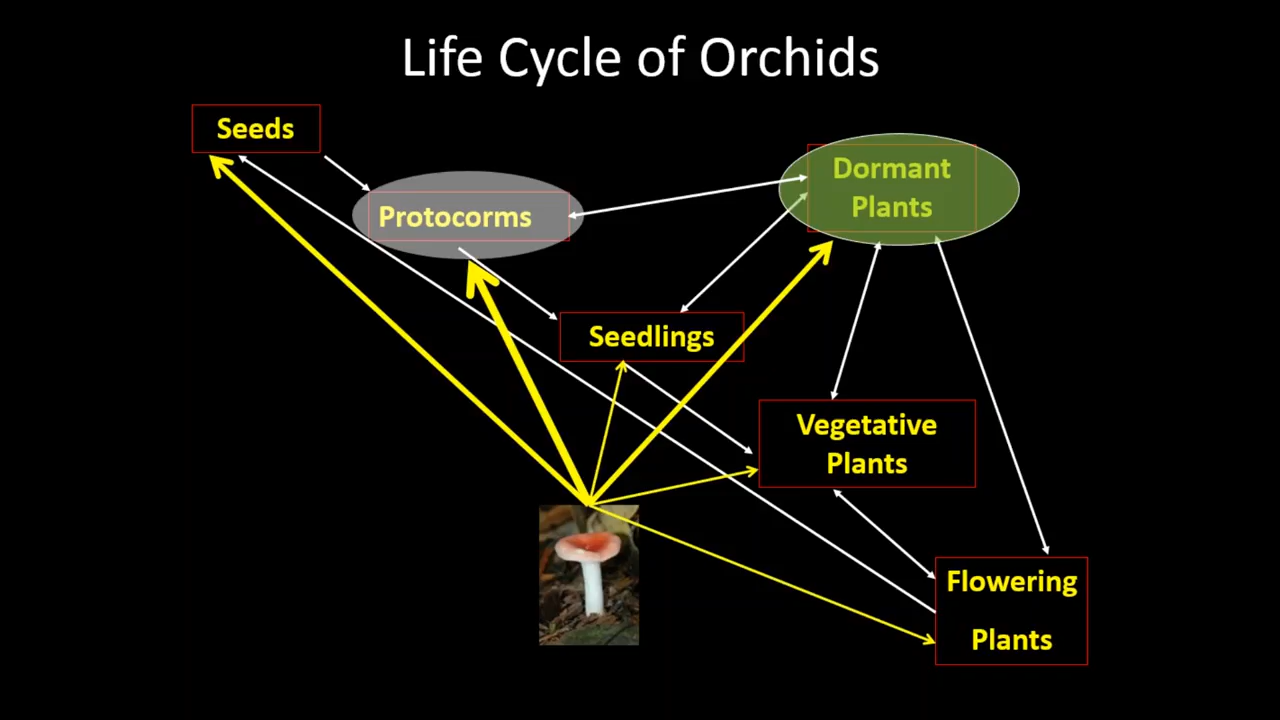 Life Cycle of Orchids
Seeds
Protocorms
Dormant
Plants
Seedlings
Vegetative
Plants
Flowering
Plants